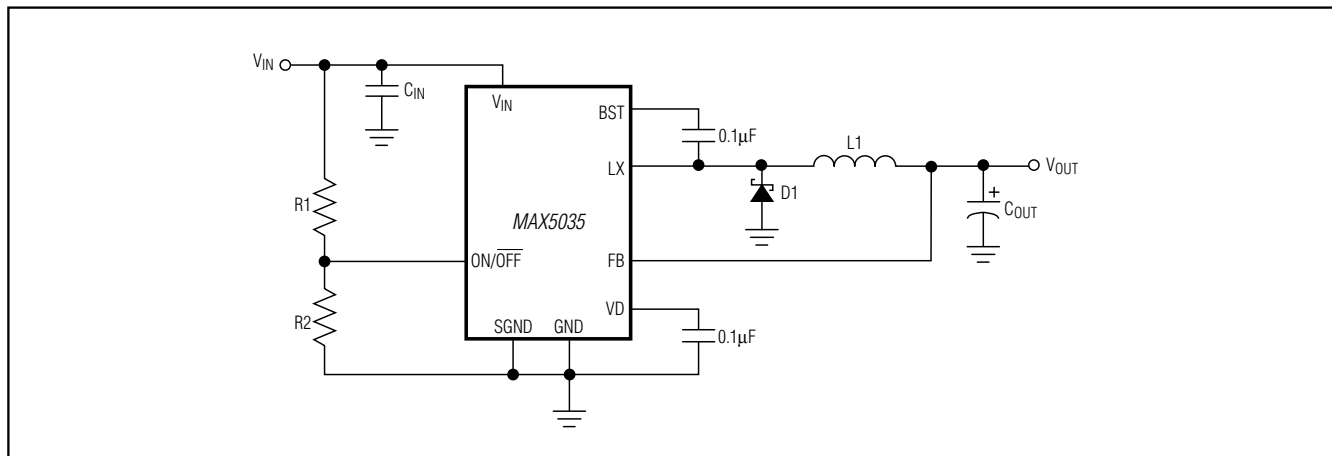 VIN
CIN
VIN
BST
0.1µF
L1
LX
VOUT
D1
COUT
+
R1
MAX5035
ON/OFF
FB
R2
VD
SGND
GND
0.1µF